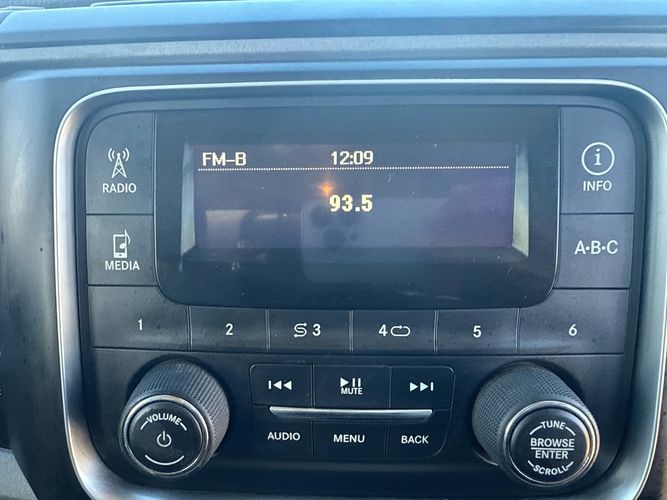 FM-B 12:09
93.5
RADIO
INFO
MEDIA
A·B·C
1 2 3 4 5 6
MUTE
VOLUME
AUDIO MENU BACK
TUNE
BROWSE
ENTER
SCROLL